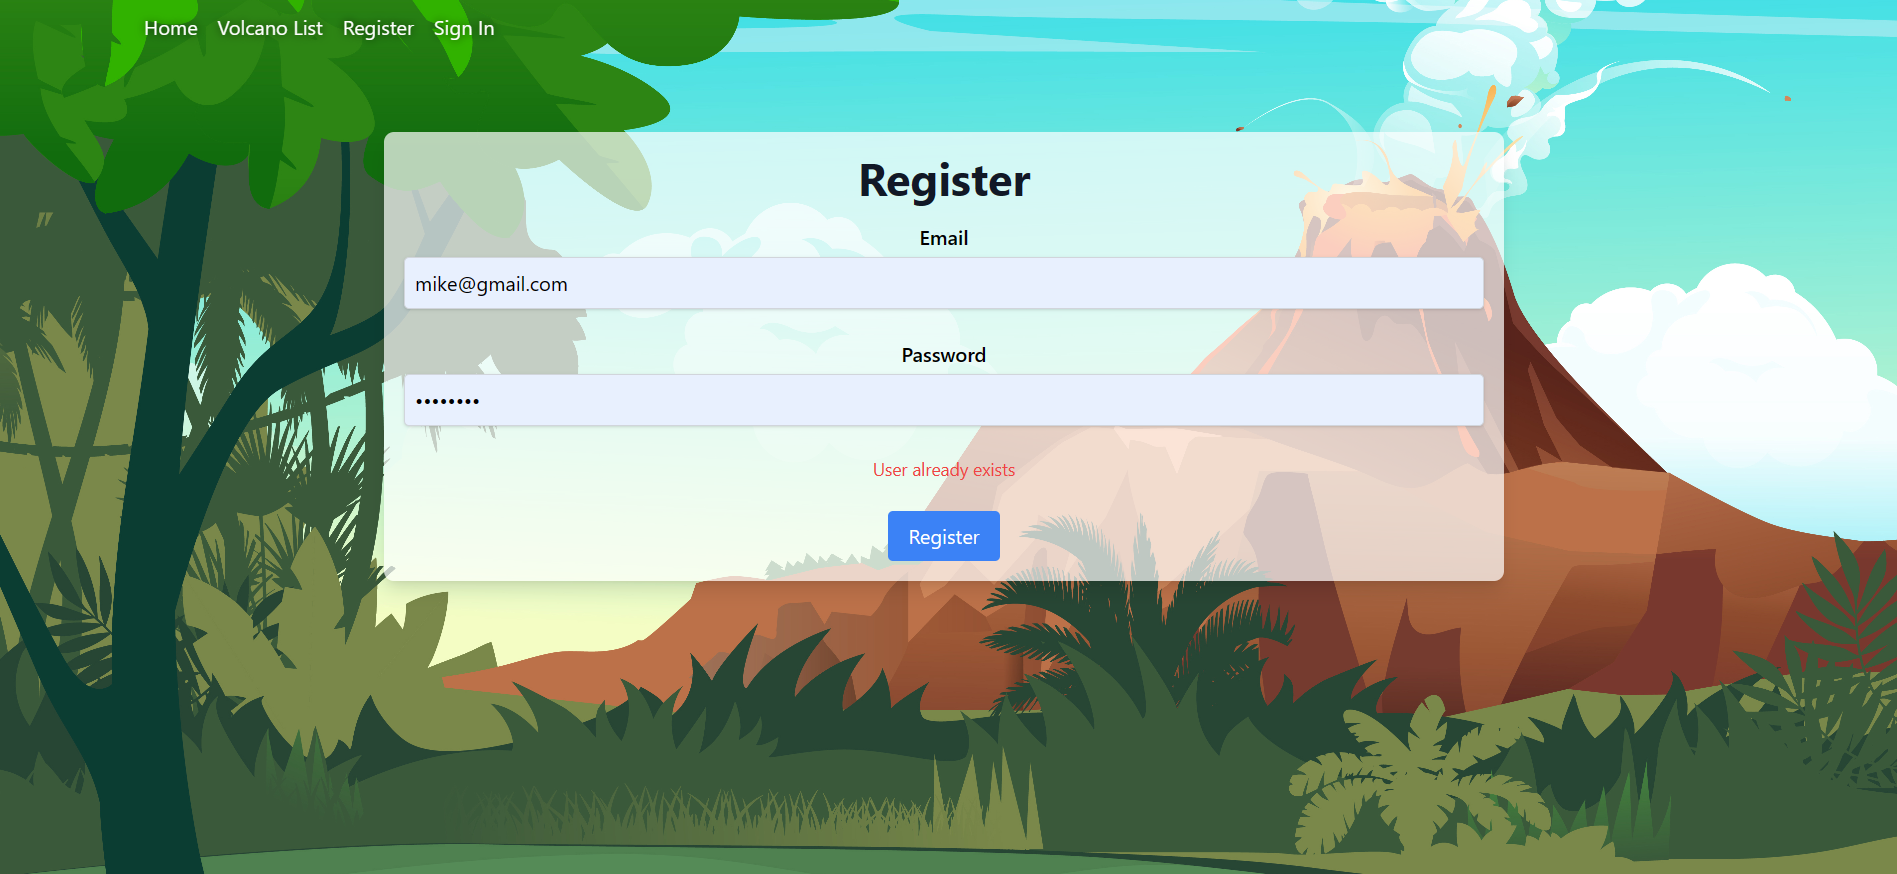 Home Volcano List Register Sign In
Register
Email
mike@gmail.com
Password
••••••••
User already exists
Register